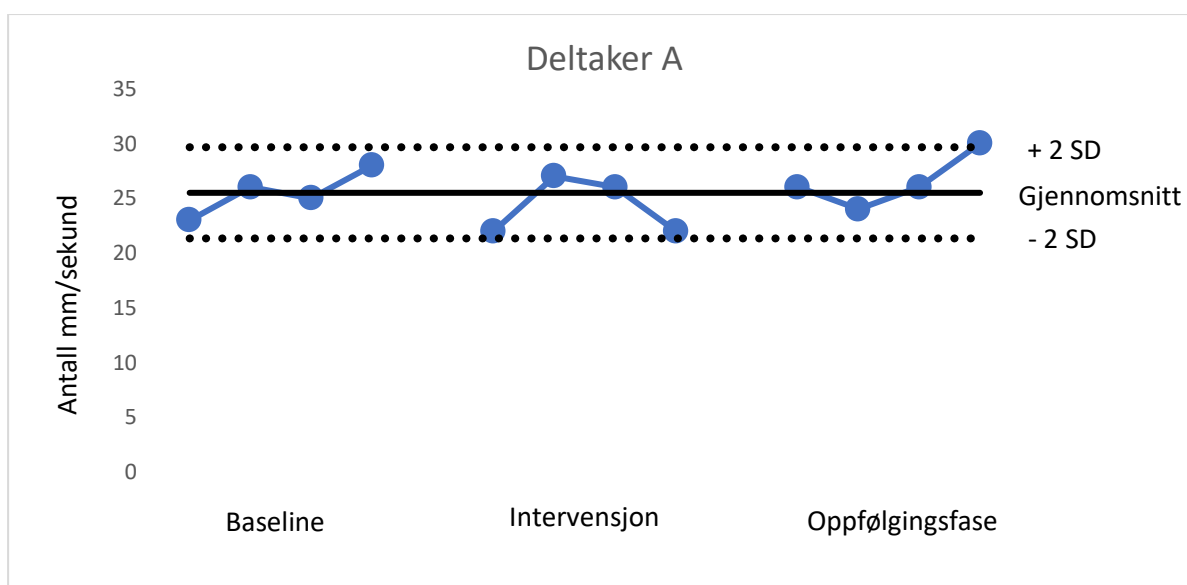 Deltaker A
35
30
25
20
15
10
5
0
Antall mm/sekund
+ 2 SD
Gjennomsnitt
- 2 SD
Baseline
Intervensjon
Oppfølgingsfase